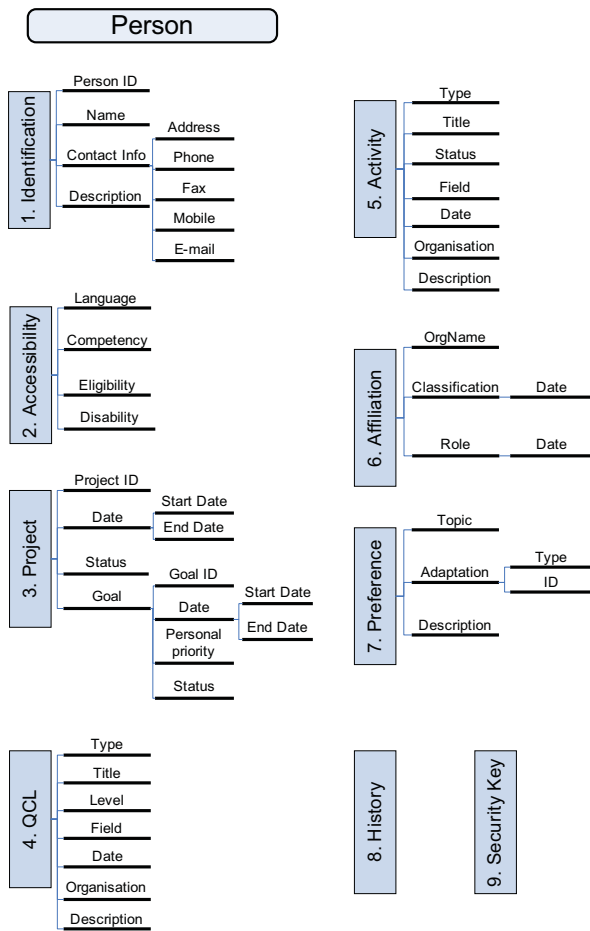 Person
1. Identification
Person ID
Name
Contact Info
Address
Phone
Fax
Mobile
E-mail
Description
2. Accessibility
Language
Competency
Eligibility
Disability
3. Project
Project ID
Date
Start Date
End Date
Status
Goal
Goal ID
Date
Start Date
End Date
Personal
priority
Status
4. QCL
Type
Title
Level
Field
Date
Organisation
Description
5. Activity
Type
Title
Status
Field
Date
Organisation
Description
6. Affiliation
OrgName
Classification
Date
Role
Date
7. Preference
Topic
Adaptation
Type
ID
Description
8. History
9. Security Key